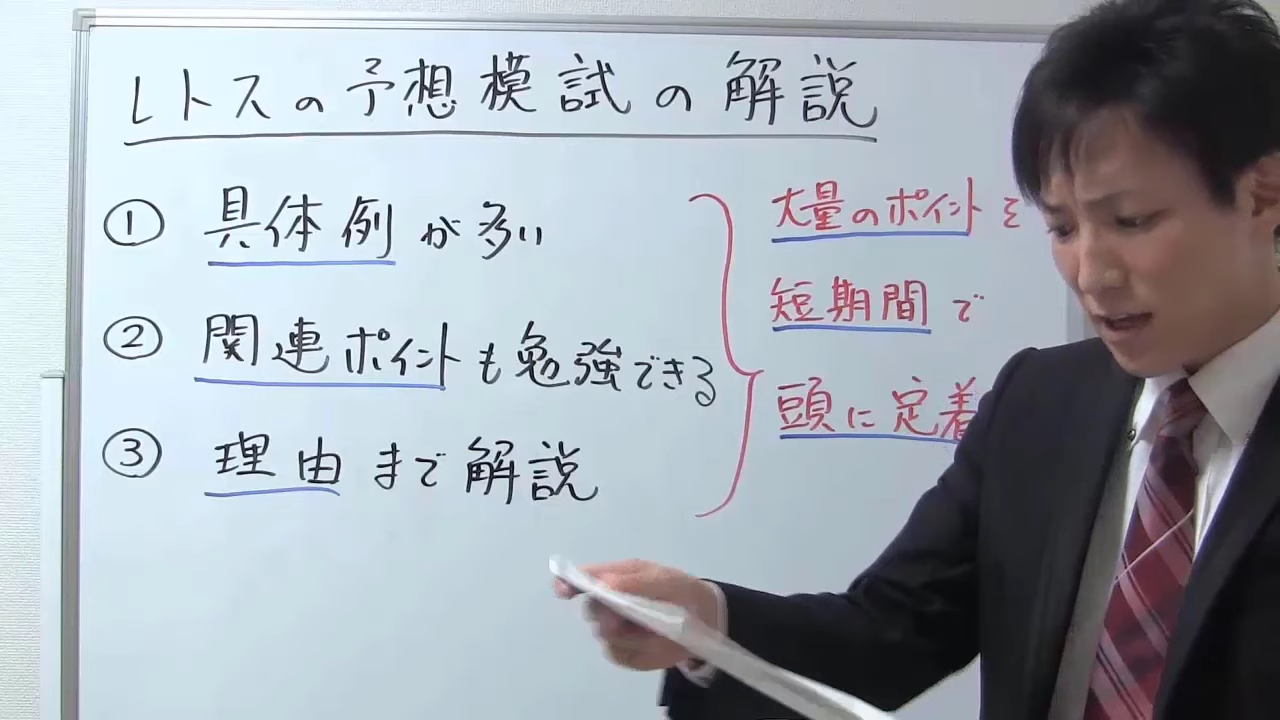 レトスの予想模試の解説
① 具体例が多い
② 関連ポイントも勉強できる
③ 理由まで解説
大量のポイントを
短期間で
頭に定着